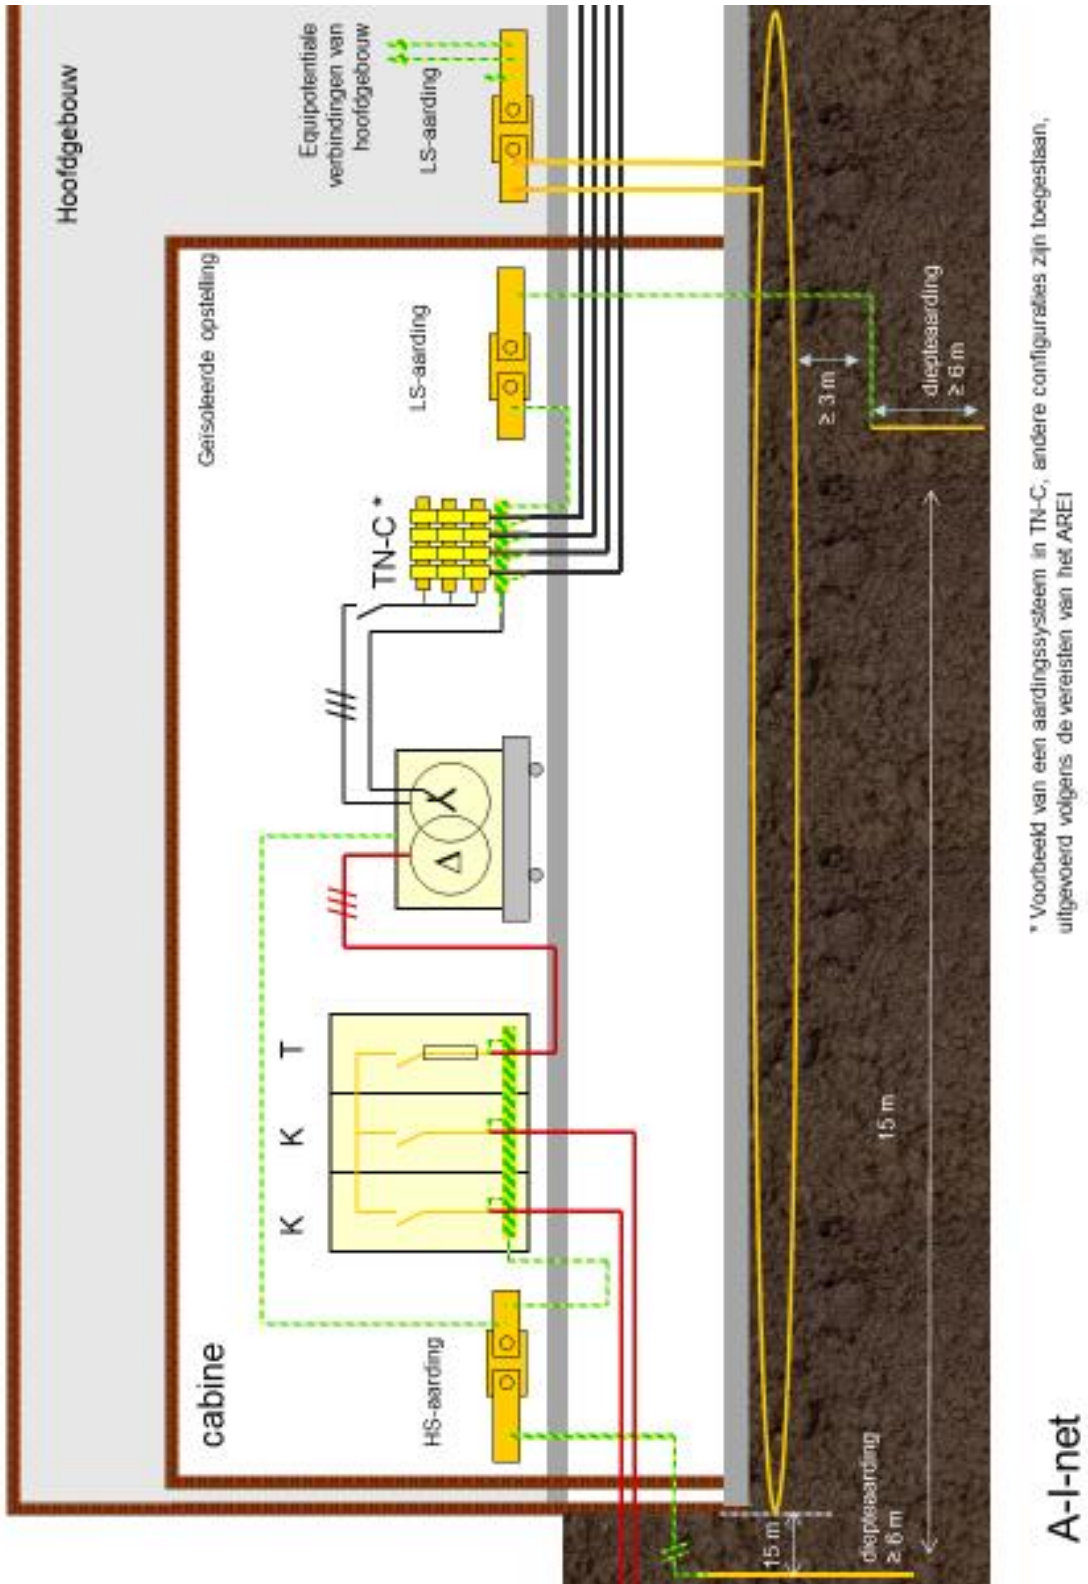 A-I-net
cabine
Hoofdgebouw
Geïsoleerde opstelling
Equipotentiale
verbindingen van
hoofdgebouw
HS-aarding
K
K
T
Δ
Y
TN-C *
LS-aarding
LS-aarding
15 m
diepteaarding
≥ 6 m
15 m
≥ 3 m
diepteaarding
≥ 6 m
* Voorbeeld van een aardingssysteem in TN-C, andere configuraties zijn toegestaan,
uitgevoerd volgens de vereisten van het AREI